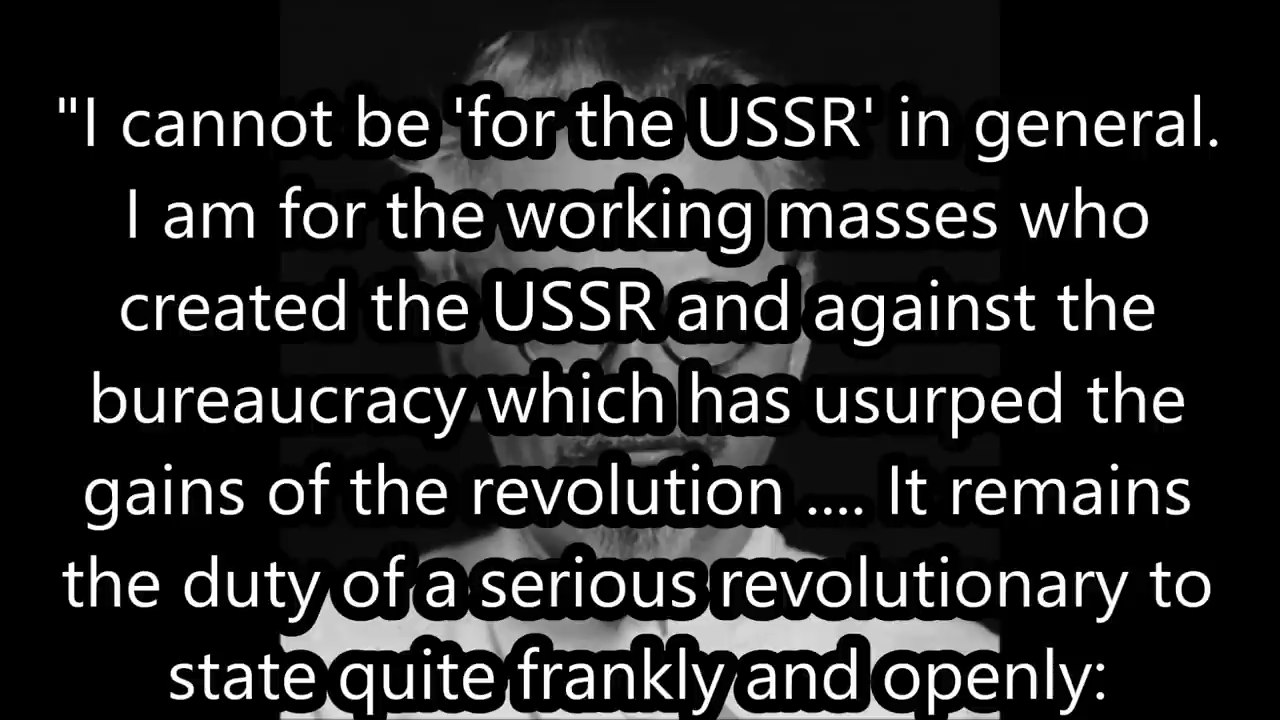 "I cannot be 'for the USSR' in general.
I am for the working masses who
created the USSR and against the
bureaucracy which has usurped the
gains of the revolution .... It remains
the duty of a serious revolutionary to
state quite frankly and openly: